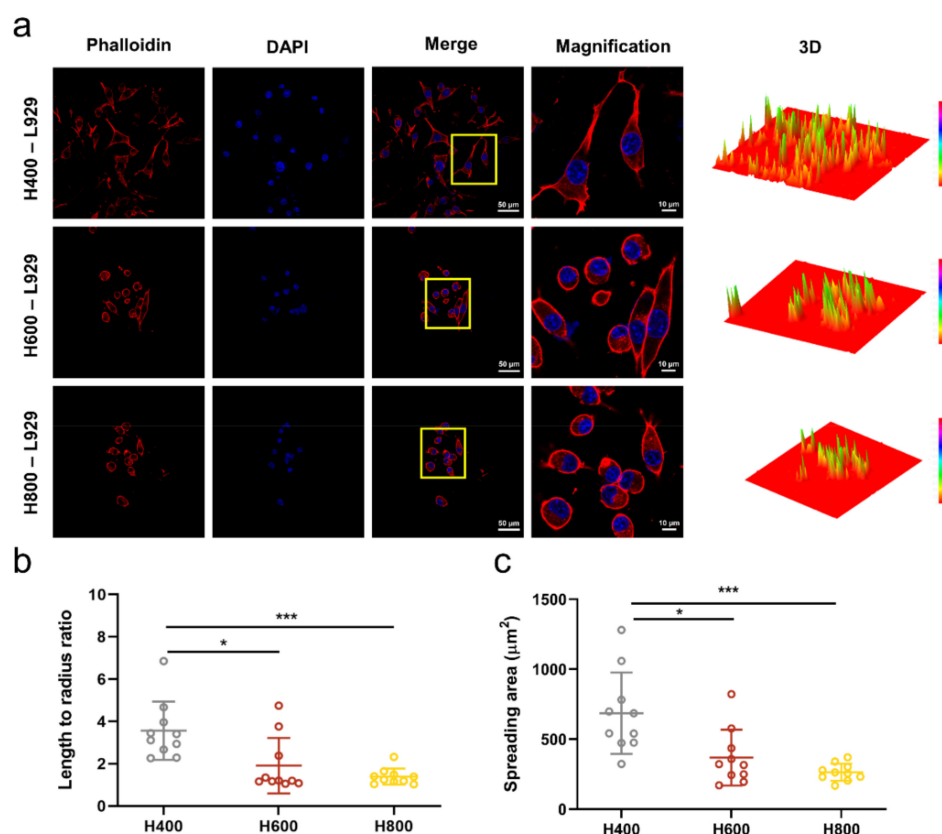 a
Phalloidin DAPI Merge Magnification 3D
H400 – L929
50 μm
10 μm
H600 – L929
50 μm
10 μm
H800 – L929
50 μm
10 μm
b
Length to radius ratio
10
8
6
4
2
0
***
*
H400 H600 H800
c
Spreading area (μm²)
1500
1000
500
0
***
*
H400 H600 H800